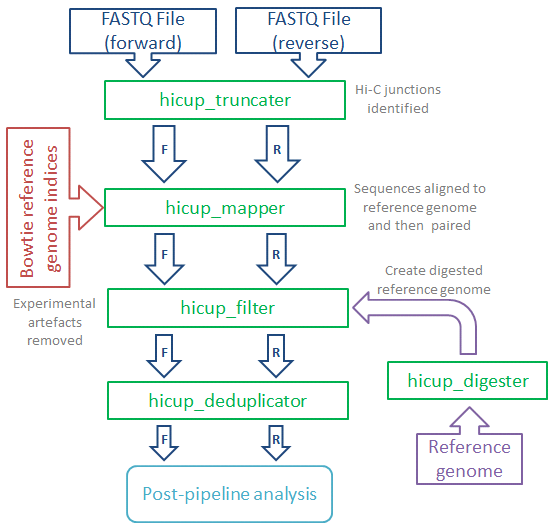 FASTQ File
(forward)
FASTQ File
(reverse)
hicup_truncater
Hi-C junctions
identified
F
R
Bowtie reference
genome indices
hicup_mapper
Sequences aligned to
reference genome
and then paired
F
R
Create digested
reference genome
Experimental
artefacts
removed
hicup_filter
F
R
hicup_digester
hicup_deduplicator
F
R
Reference
genome
Post-pipeline analysis